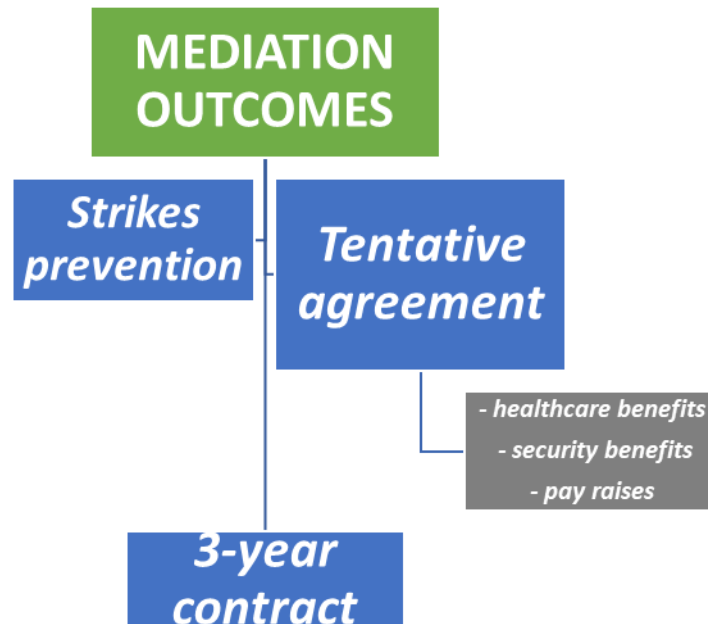 MEDIATION
OUTCOMES
Strikes
prevention
Tentative
agreement
- healthcare benefits
- security benefits
- pay raises
3-year
contract